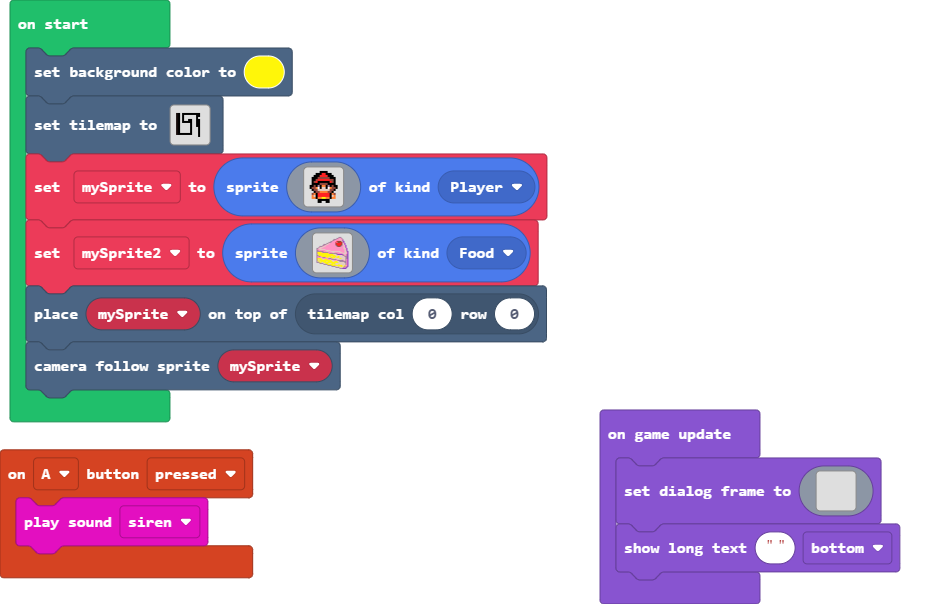 on start
set background color to
set tilemap to
set mySprite to sprite of kind Player
set mySprite2 to sprite of kind Food
place mySprite on top of tilemap col 0 row 0
camera follow sprite mySprite
on game update
set dialog frame to
show long text " " bottom
on A button pressed
play sound siren